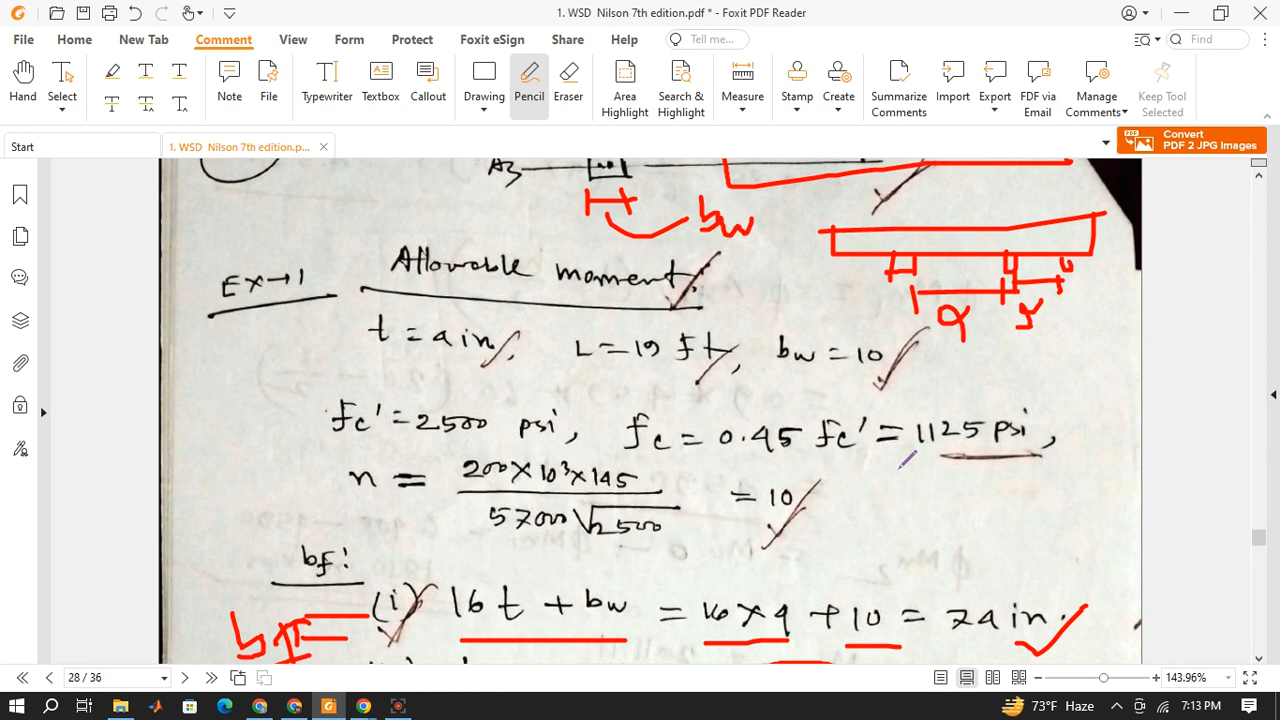 1. WSD Nilson 7th edition.pdf * - Foxit PDF Reader
File Home New Tab Comment View Form Protect Foxit eSign Share Help Tell me... Find
Hand Select Note File Typewriter Textbox Callout Drawing Pencil Eraser Area Highlight Search & Highlight Measure Stamp Create Summarize Comments Import Export PDF via Email Manage Comments Keep Tool Selected
Start 1. WSD Nilson 7th edition.p... Convert PDF 2 JPG Images
As
bw
Ex→1 Allowable moment.
t = 4 in, L = 19 ft, bw = 10
fc' = 2500 psi, fc = 0.45 fc' = 1125 psi,
n = 200×10³×145 / 57000√2500 = 10
bf:
(i) 16t + bw = 16×4 + 10 = 74 in.
bf
28 / 36 143.96%
73°F Haze 7:13 PM